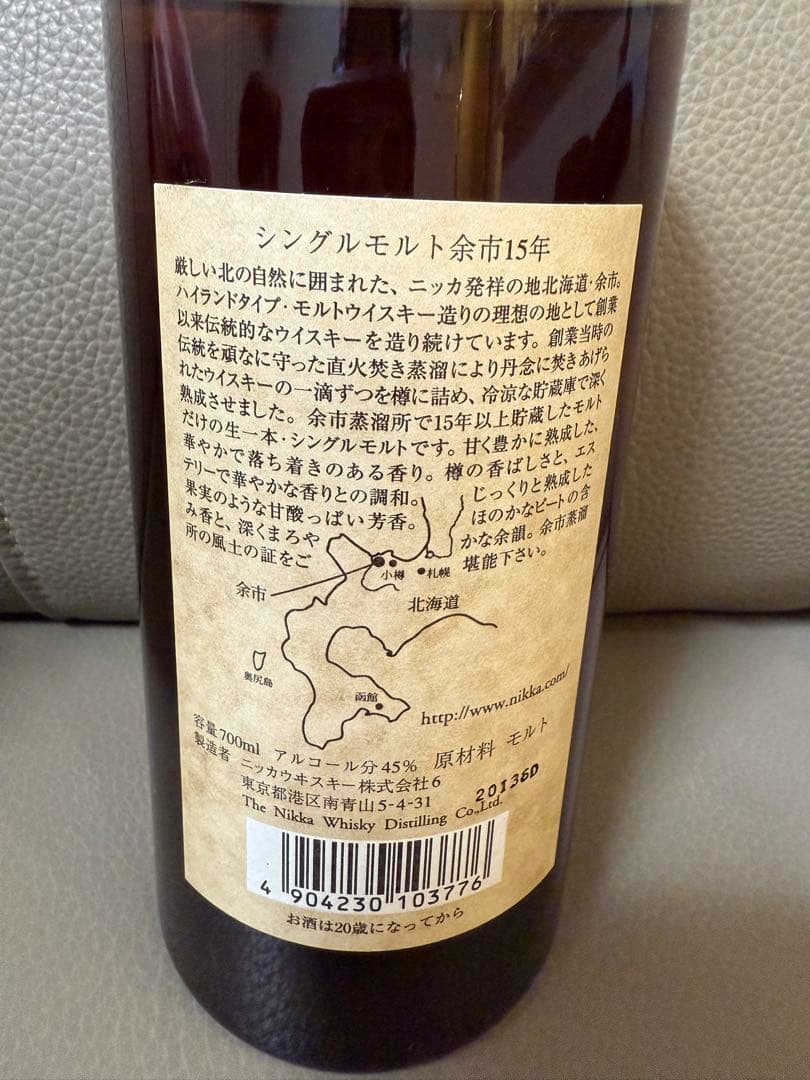 シングルモルト余市15年
厳しい北の自然に囲まれた、ニッカ発祥の地北海道・余市。
ハイランドタイプ・モルトウイスキー造りの理想の地として創業
以来伝統的なウイスキーを造り続けています。創業当時の
伝統を頑なに守った直火焚き蒸溜により丹念に焚きあげら
れたウイスキーの一滴ずつを樽に詰め、冷涼な貯蔵庫で深く
熟成させました。余市蒸溜所で15年以上貯蔵したモルト
だけの生一本・シングルモルトです。甘く豊かに熟成した、
華やかで落ち着きのある香り。樽の香ばしさと、エス
テリーで華やかな香りとの調和。じっくりと熟成した
果実のような甘酸っぱい芳香。ほのかなピートの含
み香と、深くまろやかな余韻。余市蒸溜
所の風土の証をご堪能下さい。
余市
小樽
札幌
北海道
奥尻島
函館
http://www.nikka.com/
容量700ml アルコール分45% 原材料 モルト
製造者 ニッカウヰスキー株式会社6
東京都港区南青山5-4-31
20I36D
The Nikka Whisky Distilling Co.,Ltd.
4 904230 103776
お酒は20歳になってから